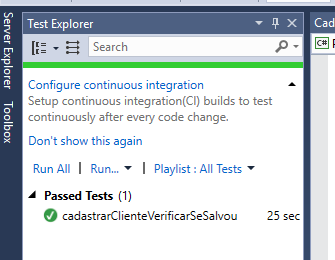 Server Explorer
Toolbox
Test Explorer
Search
Configure continuous integration
Setup continuous integration(CI) builds to test
continuously after every code change.
Don't show this again
Run All | Run... | Playlist : All Tests
Passed Tests (1)
cadastrarClienteVerificarSeSalvou 25 sec
Cad
C#